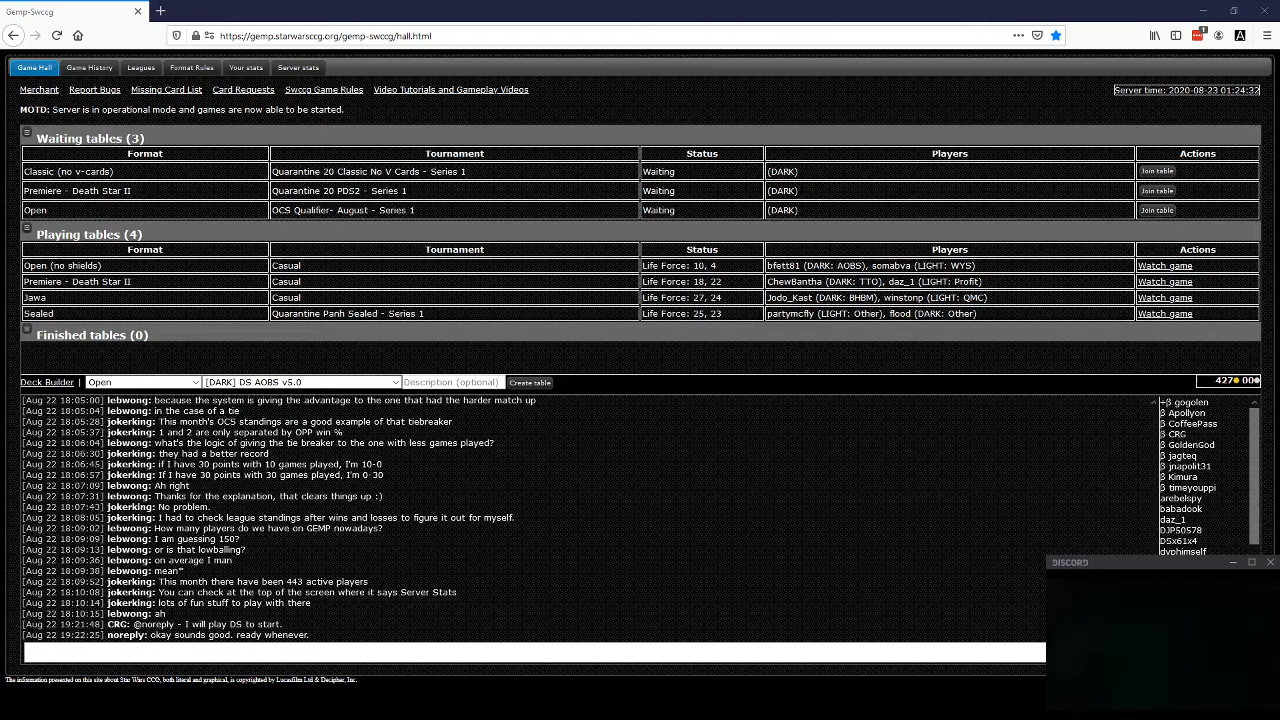 Gemp-Swccg
https://gemp.starwarsccg.org/gemp-swccg/hall.html
Game Hall Game History Leagues Format Rules Your stats Server stats
Merchant Report Bugs Missing Card List Card Requests Swccg Game Rules Video Tutorials and Gameplay Videos Server time: 2020-08-23 01:24:32
MOTD: Server is in operational mode and games are now able to be started.
Waiting tables (3)
Format Tournament Status Players Actions
Classic (no v-cards) Quarantine 20 Classic No V Cards - Series 1 Waiting (DARK) Join table
Premiere - Death Star II Quarantine 20 PDS2 - Series 1 Waiting (DARK) Join table
Open OCS Qualifier- August - Series 1 Waiting (DARK) Join table
Playing tables (4)
Format Tournament Status Players Actions
Open (no shields) Casual Life Force: 10, 4 bfett81 (DARK: AOBS), somabva (LIGHT: WYS) Watch game
Premiere - Death Star II Casual Life Force: 18, 22 ChewBantha (DARK: TTO), daz_1 (LIGHT: Profit) Watch game
Jawa Casual Life Force: 27, 24 Jodo_Kast (DARK: BHBM), winstonp (LIGHT: QMC) Watch game
Sealed Quarantine Panh Sealed - Series 1 Life Force: 25, 23 partymcfly (LIGHT: Other), flood (DARK: Other) Watch game
Finished tables (0)
Deck Builder | Open [DARK] DS AOBS v5.0 Description (optional) Create table 427 00
[Aug 22 18:05:00] lebwong: because the system is giving the advantage to the one that had the harder match up
[Aug 22 18:05:04] lebwong: in the case of a tie
[Aug 22 18:05:28] jokerking: This month's OCS standings are a good example of that tiebreaker
[Aug 22 18:05:37] jokerking: 1 and 2 are only separated by OPP win %
[Aug 22 18:06:04] lebwong: what's the logic of giving the tie breaker to the one with less games played?
[Aug 22 18:06:30] jokerking: they had a better record
[Aug 22 18:06:45] jokerking: if I have 30 points with 10 games played, I'm 10-0
[Aug 22 18:06:57] jokerking: If I have 30 points with 30 games played, I'm 0-30
[Aug 22 18:07:09] lebwong: Ah right
[Aug 22 18:07:31] lebwong: Thanks for the explanation, that clears things up :)
[Aug 22 18:07:43] jokerking: No problem.
[Aug 22 18:08:05] jokerking: I had to check league standings after wins and losses to figure it out for myself.
[Aug 22 18:09:02] lebwong: How many players do we have on GEMP nowadays?
[Aug 22 18:09:09] lebwong: I am guessing 150?
[Aug 22 18:09:13] lebwong: or is that lowballing?
[Aug 22 18:09:36] lebwong: on average I man
[Aug 22 18:09:38] lebwong: mean*
[Aug 22 18:09:52] jokerking: This month there have been 443 active players
[Aug 22 18:10:08] jokerking: You can check at the top of the screen where it says Server Stats
[Aug 22 18:10:14] jokerking: lots of fun stuff to play with there
[Aug 22 18:10:15] lebwong: ah
[Aug 22 19:21:48] CRG: @noreply - I will play DS to start.
[Aug 22 19:22:25] noreply: okay sounds good. ready whenever.
+β gogolen
β Apollyon
β CoffeePass
β CRG
β GoldenGod
β jagteq
β jnapolit31
β Kimura
β timeyouppi
arebelspy
babadook
daz_1
DJP50578
DSx61x4
dvphimself
DISCORD
The information presented on this site about Star Wars CCG, both literal and graphical, is copyrighted by Lucasfilm Ltd & Decipher, Inc.